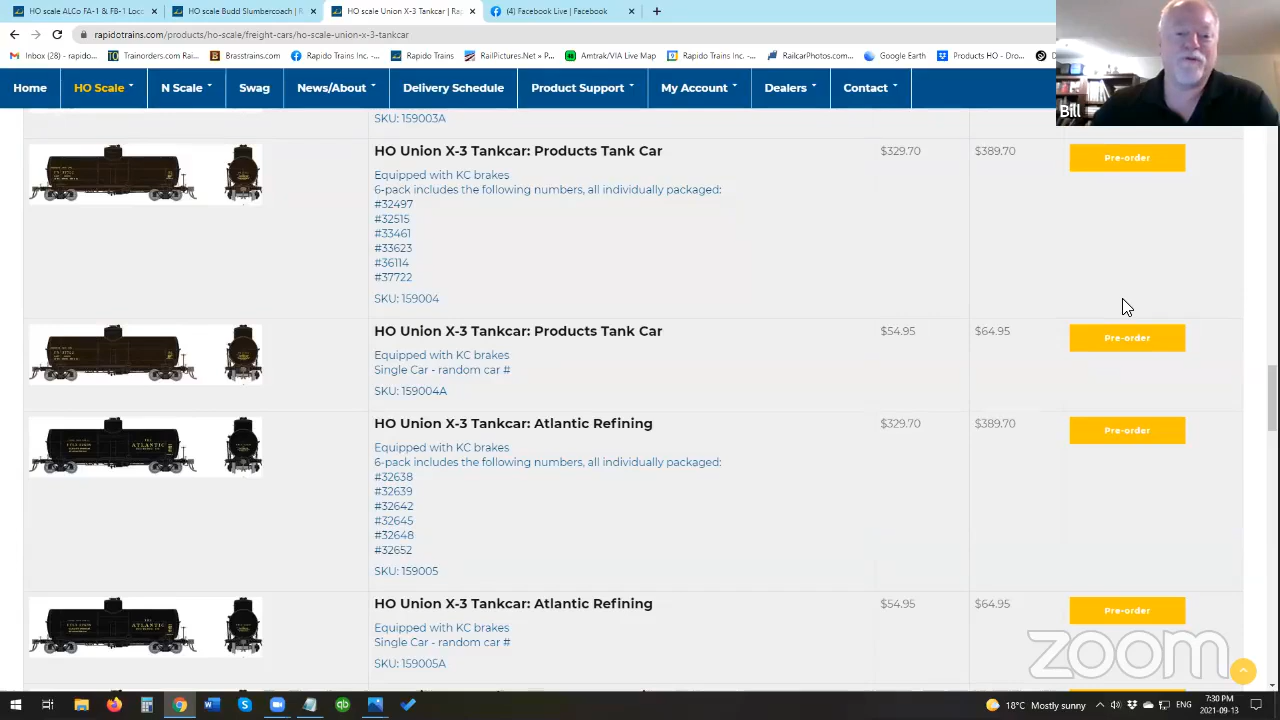 HO scale ALCo FA-1 & FB-1 Loco
HO scale Budd Slumbercoach | R
HO scale Union X-3 Tankcar | Rap
(4) Facebook Live | Facebook
rapidotrains.com/products/ho-scale/freight-cars/ho-scale-union-x-3-tankcar
Inbox (28) - rapido
Trainorders.com Rai
Brasstrains.com
Rapido Trains Inc. -
Rapido Trains
RailPictures.Net » P
Amtrak/VIA Live Map
Rapido Trains Inc.
RailcarPhotos.com
Google Earth
Products HO - Dro
Bill
Home
HO Scale
N Scale
Swag
News/About
Delivery Schedule
Product Support
My Account
Dealers
Contact
SKU: 159003A
HO Union X-3 Tankcar: Products Tank Car
$329.70
$389.70
Pre-order
Equipped with KC brakes
6-pack includes the following numbers, all individually packaged:
#32497
#32515
#33461
#33623
#36114
#37722
SKU: 159004
HO Union X-3 Tankcar: Products Tank Car
$54.95
$64.95
Pre-order
Equipped with KC brakes
Single Car - random car #
SKU: 159004A
HO Union X-3 Tankcar: Atlantic Refining
$329.70
$389.70
Pre-order
ATLANTIC
Equipped with KC brakes
6-pack includes the following numbers, all individually packaged:
#32638
#32639
#32642
#32645
#32648
#32652
SKU: 159005
HO Union X-3 Tankcar: Atlantic Refining
$54.95
$64.95
Pre-order
ATLANTIC
Equipped with KC brakes
Single Car - random car #
SKU: 159005A
zoom
18°C Mostly sunny
ENG
7:30 PM
2021-09-13